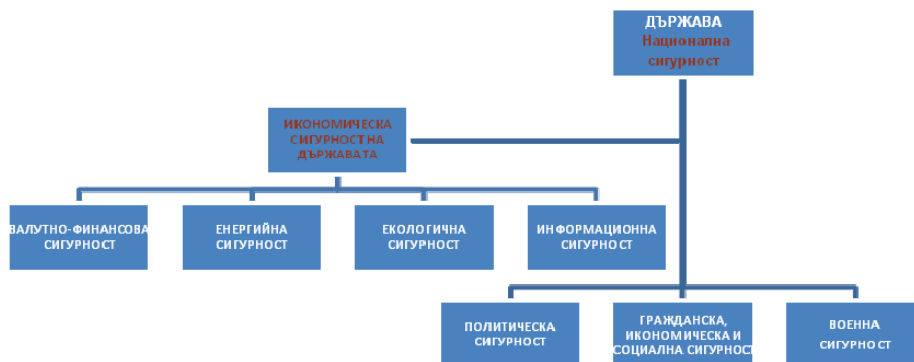 ДЪРЖАВА
Национална
сигурност
ИКОНОМИЧЕСКА
СИГУРНОСТ НА
ДЪРЖАВАТА
ВАЛУТНО-ФИНАНСОВА
СИГУРНОСТ
ЕНЕРГИЙНА
СИГУРНОСТ
ЕКОЛОГИЧНА
СИГУРНОСТ
ИНФОРМАЦИОННА
СИГУРНОСТ
ПОЛИТИЧЕСКА
СИГУРНОСТ
ГРАЖДАНСКА,
ИКОНОМИЧЕСКА И
СОЦИАЛНА СИГУРНОСТ
ВОЕННА
СИГУРНОСТ